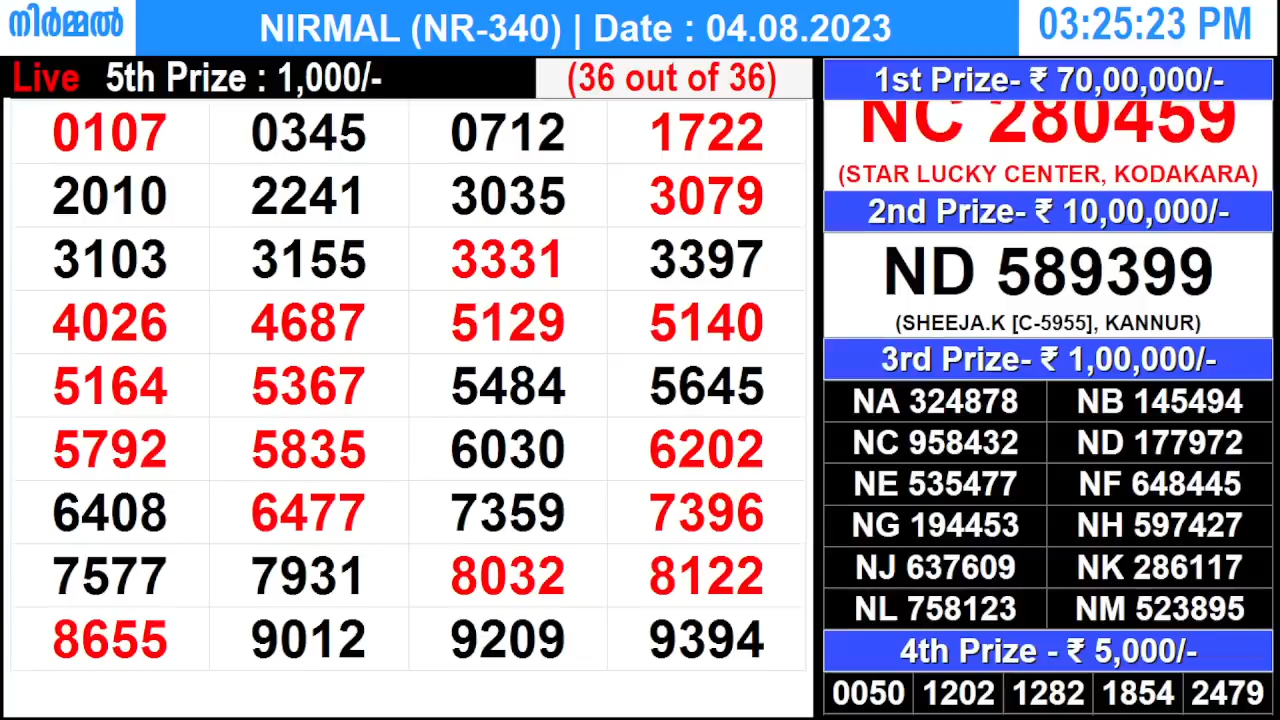 നിർമ്മൽ NIRMAL (NR-340) | Date : 04.08.2023 03:25:23 PM
Live 5th Prize : 1,000/- (36 out of 36)
0107 0345 0712 1722
2010 2241 3035 3079
3103 3155 3331 3397
4026 4687 5129 5140
5164 5367 5484 5645
5792 5835 6030 6202
6408 6477 7359 7396
7577 7931 8032 8122
8655 9012 9209 9394
1st Prize- ₹ 70,00,000/-
NC 280459
(STAR LUCKY CENTER, KODAKARA)
2nd Prize- ₹ 10,00,000/-
ND 589399
(SHEEJA.K [C-5955], KANNUR)
3rd Prize- ₹ 1,00,000/-
NA 324878 NB 145494
NC 958432 ND 177972
NE 535477 NF 648445
NG 194453 NH 597427
NJ 637609 NK 286117
NL 758123 NM 523895
4th Prize - ₹ 5,000/-
0050 1202 1282 1854 2479